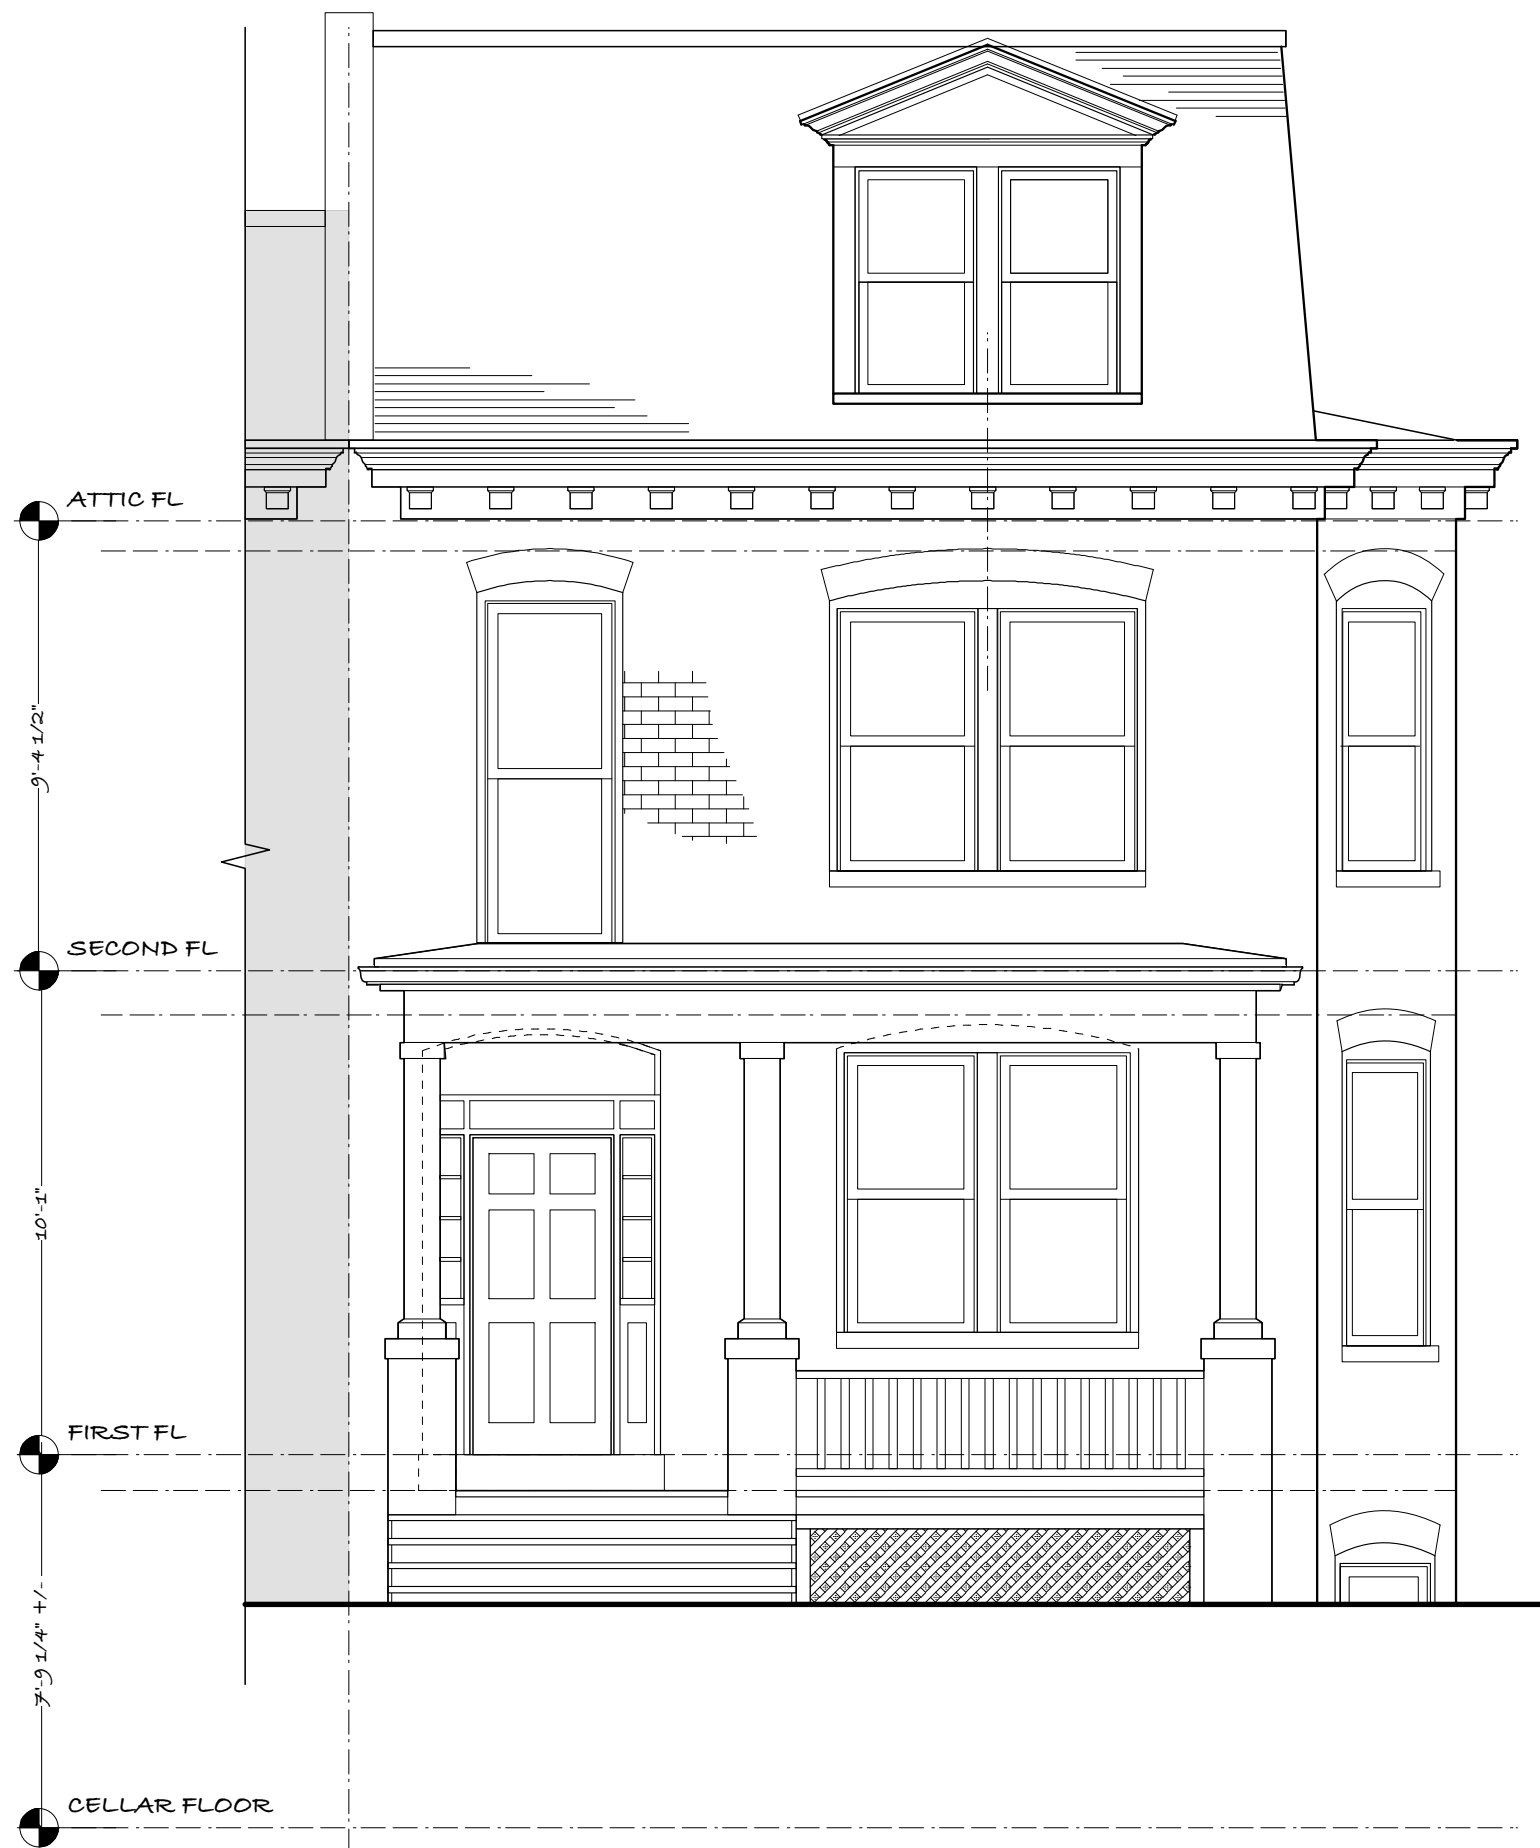 ATTIC FL
9'-4 1/2"
SECOND FL
10'-1"
FIRST FL
7'-9 1/4" +/-
CELLAR FLOOR